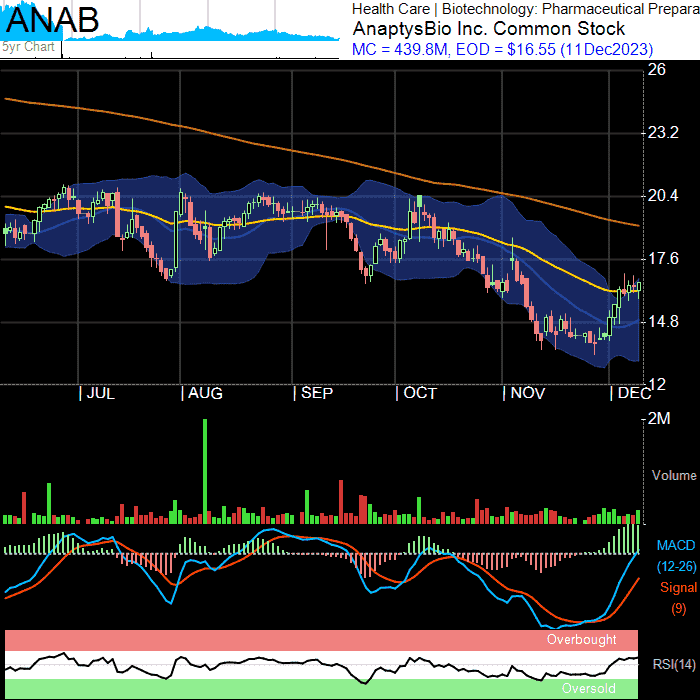 ANAB
5yr Chart
Health Care | Biotechnology: Pharmaceutical Prepara
AnaptysBio Inc. Common Stock
MC = 439.8M, EOD = $16.55 (11Dec2023)
26
23.2
20.4
17.6
14.8
12
| JUL | AUG | SEP | OCT | NOV | DEC
2M
Volume
MACD
(12-26)
Signal
(9)
Overbought
RSI(14)
Oversold